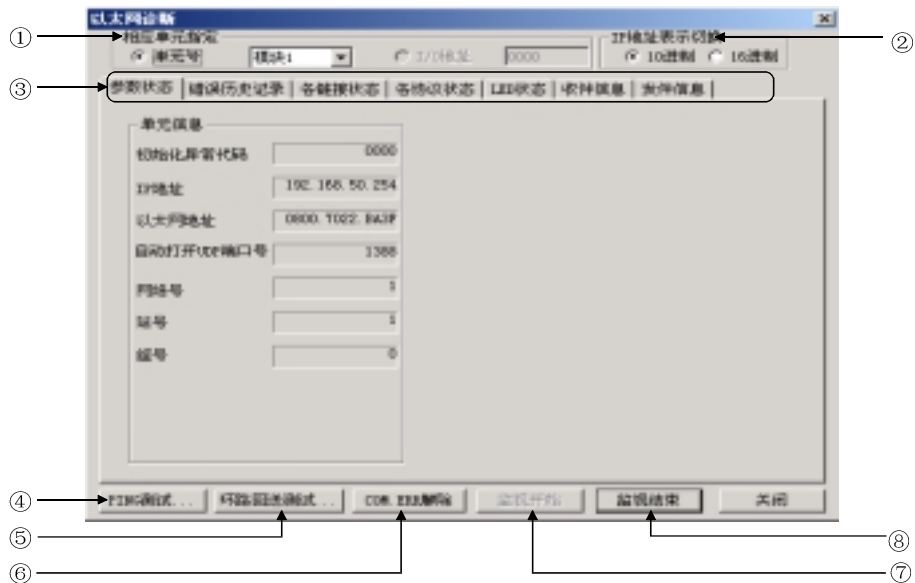 以太网诊断
① 相应单元指定 IP地址表示切换 ②
单元号 模块1 I/O地址 0000 10进制 16进制
③ 参数状态 错误历史记录 各链接状态 各协议状态 LED状态 收件信息 发件信息
单元信息
初始化异常代码 0000
IP地址 192.168.50.254
以太网地址 0800.7022.BA3F
自动打开UDP端口号 1388
网络号 1
站号 1
组号 0
④ PING测试... 环路回送测试... COM.ERR解除 监视开始 监视结束 关闭
⑤ ⑧
⑥ ⑦